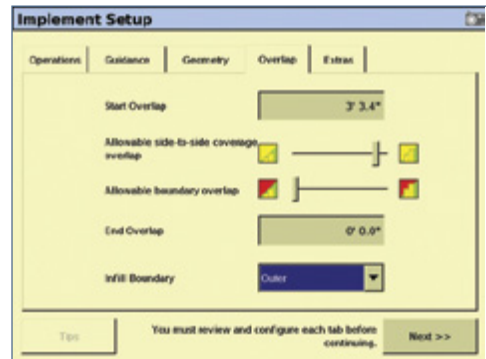 Implement Setup
Operations Guidance Geometry Overlap Extras
Start Overlap 3' 3.4"
Allowable side-to-side coverage
overlap
Allowable boundary overlap
End Overlap 0' 0.0"
Infill Boundary Outer
Tips You must review and configure each tab before
continuing. Next >>